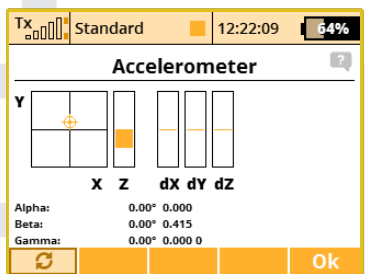 Tx Standard 12:22:09 64%
Accelerometer
?
Y
X Z dX dY dZ
Alpha: 0.00° 0.000
Beta: 0.00° 0.415
Gamma: 0.00° 0.000 0
Ok